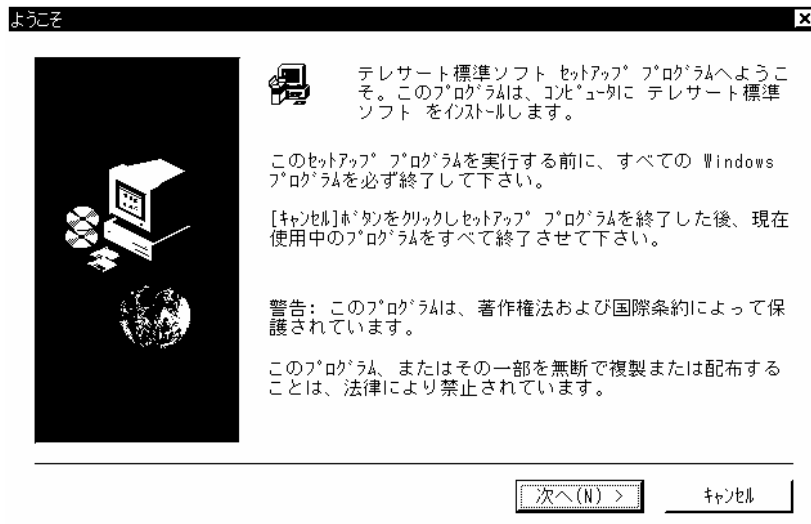 ようこそ
テレサート標準ソフト ｾｯﾄｱｯﾌﾟ ﾌﾟﾛｸﾞﾗﾑへようこ
そ。このﾌﾟﾛｸﾞﾗﾑは、ｺﾝﾋﾟｭｰﾀに テレサート標準
ソフト をｲﾝｽﾄｰﾙします。
このｾｯﾄｱｯﾌﾟ ﾌﾟﾛｸﾞﾗﾑを実行する前に、すべての Windows
ﾌﾟﾛｸﾞﾗﾑを必ず終了して下さい。
[ｷｬﾝｾﾙ]ﾎﾞﾀﾝをｸﾘｯｸしｾｯﾄｱｯﾌﾟ ﾌﾟﾛｸﾞﾗﾑを終了した後、現在
使用中のﾌﾟﾛｸﾞﾗﾑをすべて終了させて下さい。
警告: このﾌﾟﾛｸﾞﾗﾑは、著作権法および国際条約によって保
護されています。
このﾌﾟﾛｸﾞﾗﾑ、またはその一部を無断で複製または配布する
ことは、法律により禁止されています。
次へ(N) >
ｷｬﾝｾﾙ